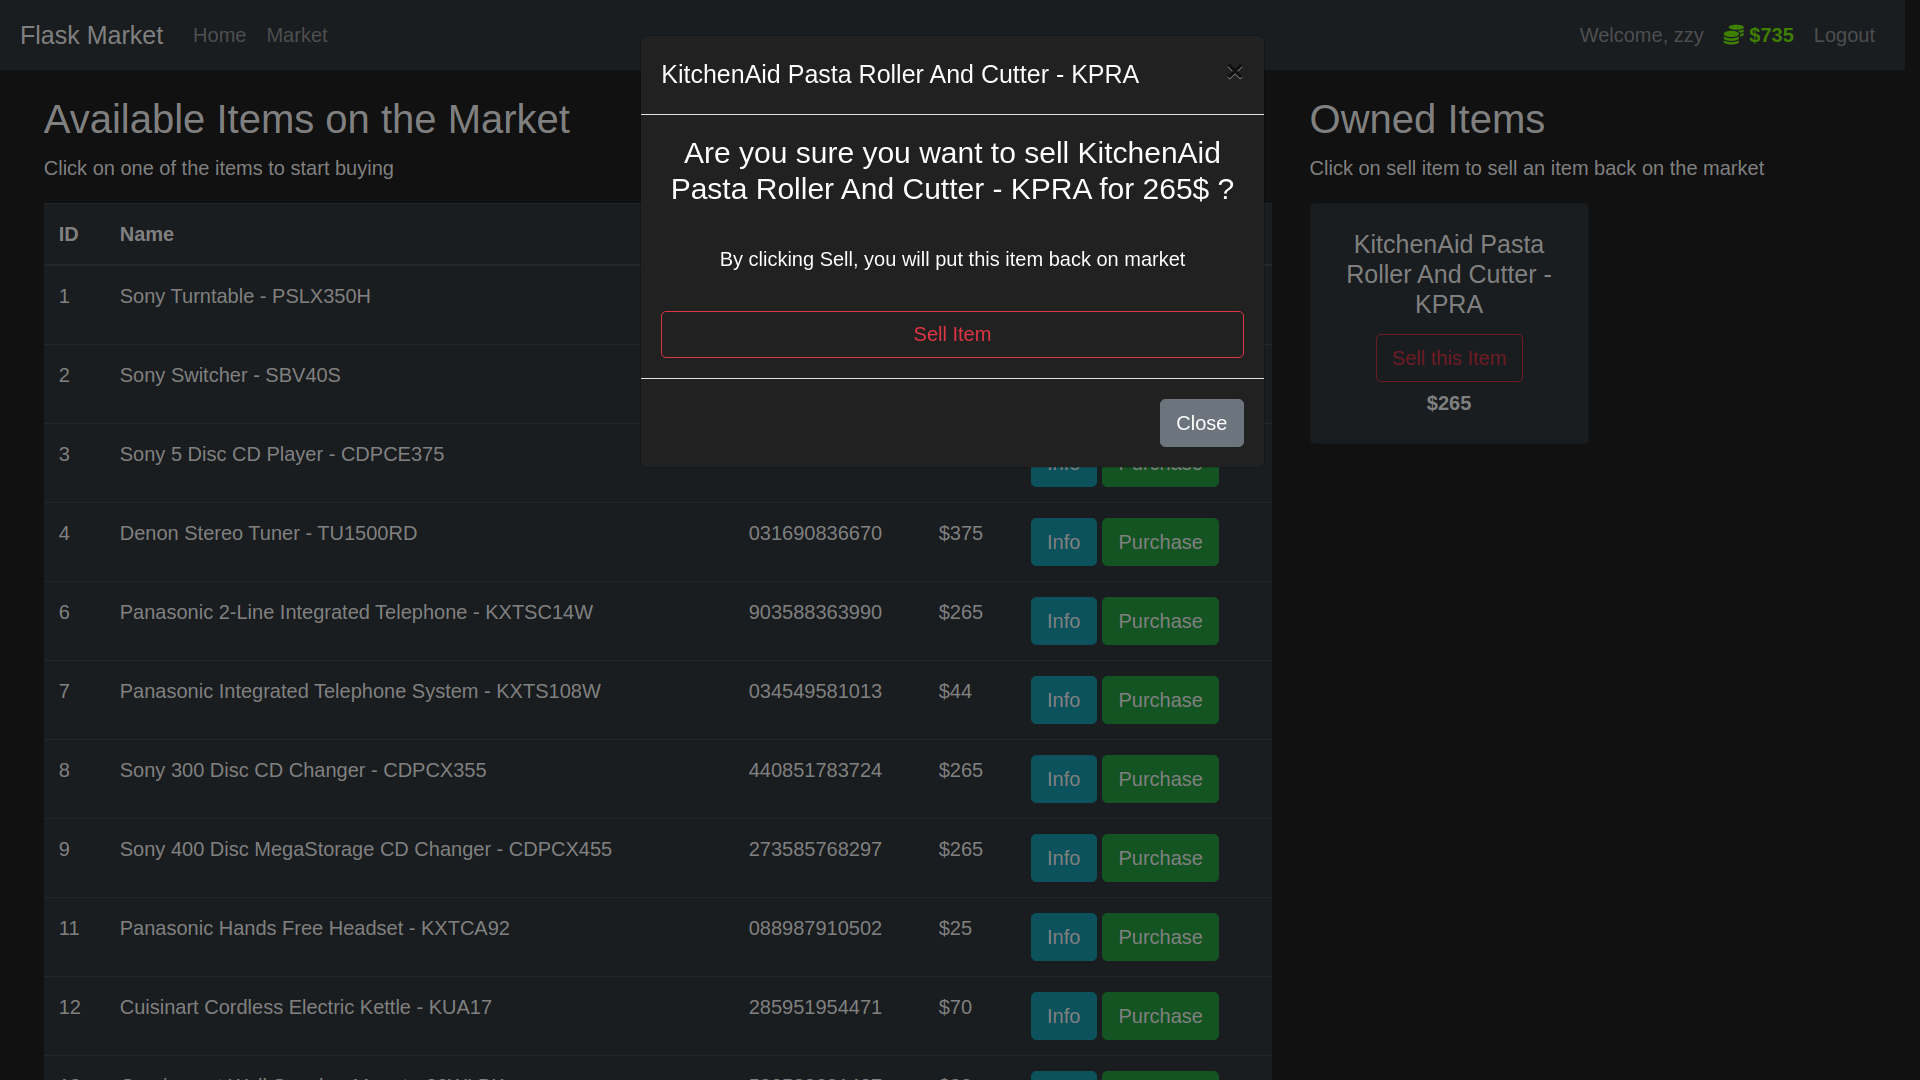 Flask Market Home Market Welcome, zzy $735 Logout
KitchenAid Pasta Roller And Cutter - KPRA ×
Are you sure you want to sell KitchenAid
Pasta Roller And Cutter - KPRA for 265$ ?
By clicking Sell, you will put this item back on market
Sell Item
Close
Available Items on the Market
Click on one of the items to start buying
ID Name
1 Sony Turntable - PSLX350H
2 Sony Switcher - SBV40S
3 Sony 5 Disc CD Player - CDPCE375
4 Denon Stereo Tuner - TU1500RD 031690836670 $375 Info Purchase
6 Panasonic 2-Line Integrated Telephone - KXTSC14W 903588363990 $265 Info Purchase
7 Panasonic Integrated Telephone System - KXTS108W 034549581013 $44 Info Purchase
8 Sony 300 Disc CD Changer - CDPCX355 440851783724 $265 Info Purchase
9 Sony 400 Disc MegaStorage CD Changer - CDPCX455 273585768297 $265 Info Purchase
11 Panasonic Hands Free Headset - KXTCA92 088987910502 $25 Info Purchase
12 Cuisinart Cordless Electric Kettle - KUA17 285951954471 $70 Info Purchase
Owned Items
Click on sell item to sell an item back on the market
KitchenAid Pasta
Roller And Cutter -
KPRA
Sell this Item
$265